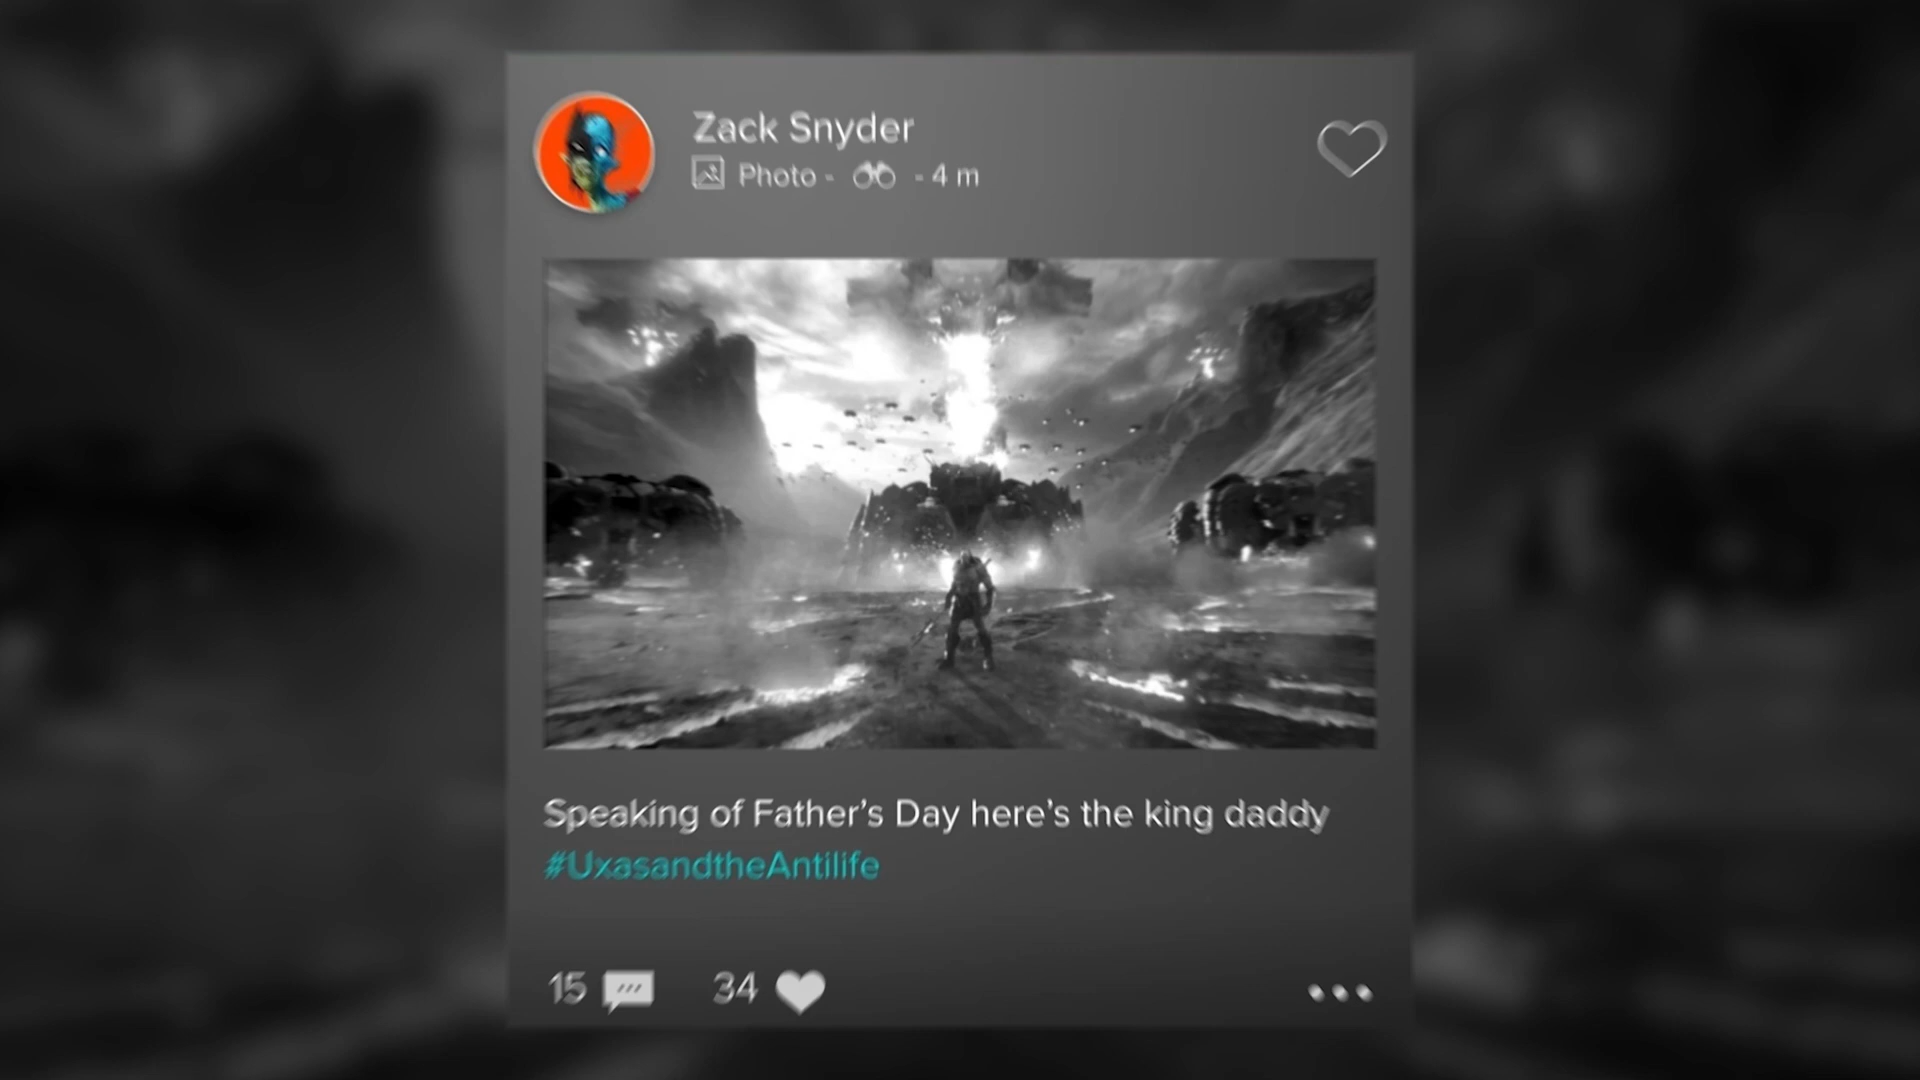 Zack Snyder
Photo - - 4 m
Speaking of Father's Day here's the king daddy
#UxasandtheAntilife
15 34